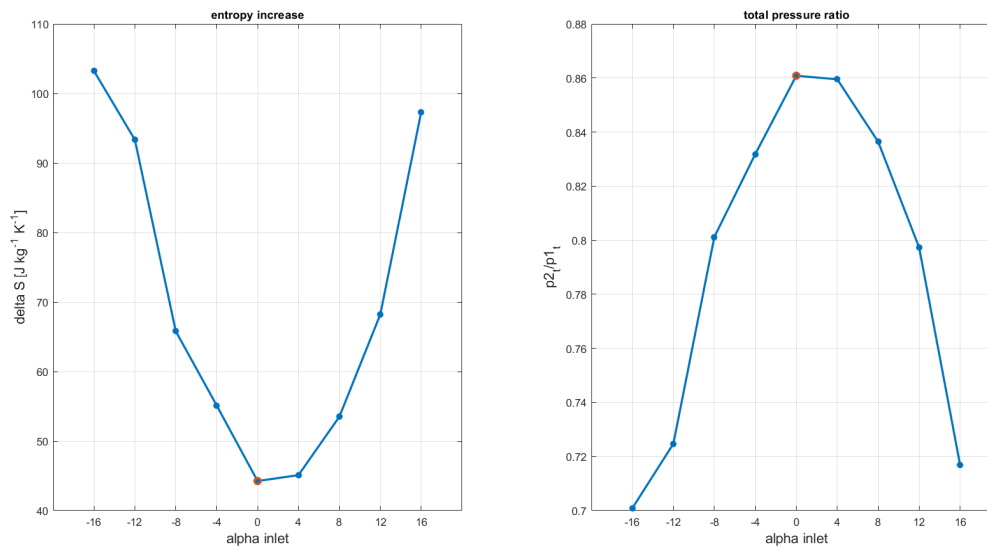 entropy increase
110
100
90
80
70
60
50
40
delta S [J kg⁻¹ K⁻¹]
-16 -12 -8 -4 0 4 8 12 16
alpha inlet
total pressure ratio
0.88
0.86
0.84
0.82
0.8
0.78
0.76
0.74
0.72
0.7
p2ₜ/p1ₜ
-16 -12 -8 -4 0 4 8 12 16
alpha inlet